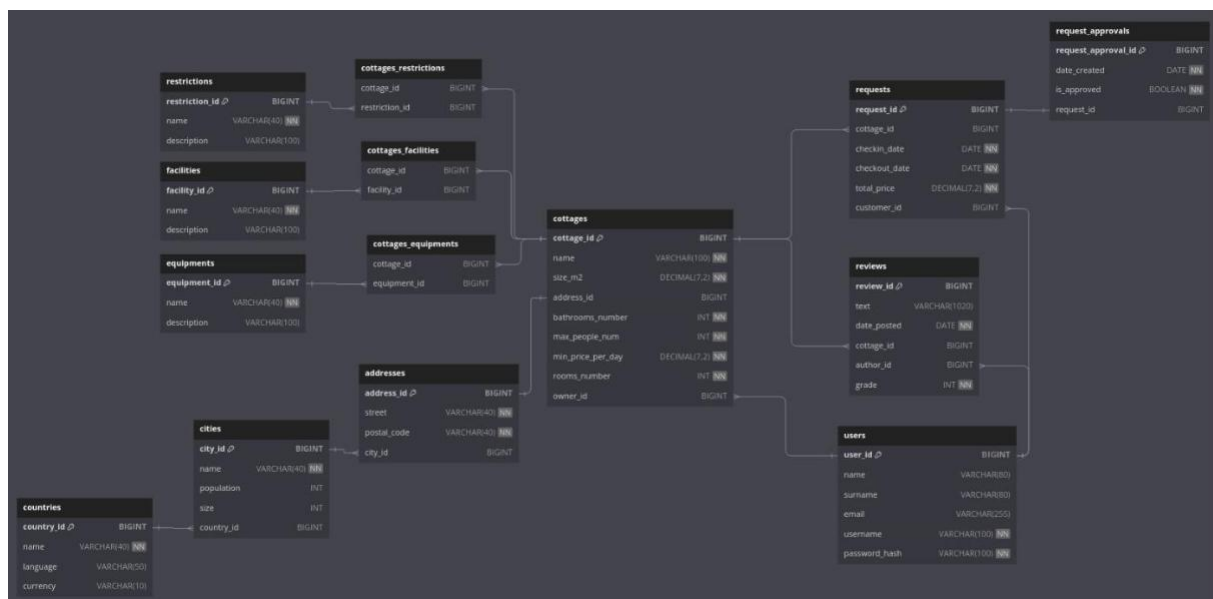 request_approvals
request_approval_id BIGINT
date_created DATE NN
is_approved BOOLEAN NN
request_id BIGINT
restrictions
restriction_id BIGINT
name VARCHAR(40) NN
description VARCHAR(100)
cottages_restrictions
cottage_id BIGINT
restriction_id BIGINT
requests
request_id BIGINT
cottage_id BIGINT
checkin_date DATE NN
checkout_date DATE NN
total_price DECIMAL(7,2) NN
customer_id BIGINT
facilities
facility_id BIGINT
name VARCHAR(40) NN
description VARCHAR(100)
cottages_facilities
cottage_id BIGINT
facility_id BIGINT
equipments
equipment_id BIGINT
name VARCHAR(40) NN
description VARCHAR(100)
cottages_equipments
cottage_id BIGINT
equipment_id BIGINT
cottages
cottage_id BIGINT
name VARCHAR(100) NN
size_m2 DECIMAL(7,2) NN
address_id BIGINT
bathrooms_number INT NN
max_people_num INT NN
min_price_per_day DECIMAL(7,2) NN
rooms_number INT NN
owner_id BIGINT
reviews
review_id BIGINT
text VARCHAR(1020)
date_posted DATE NN
cottage_id BIGINT
author_id BIGINT
grade INT NN
addresses
address_id BIGINT
street VARCHAR(40) NN
postal_code VARCHAR(40) NN
city_id BIGINT
cities
city_id BIGINT
name VARCHAR(40) NN
population INT
size INT
country_id BIGINT
users
user_id BIGINT
name VARCHAR(80)
surname VARCHAR(80)
email VARCHAR(255)
username VARCHAR(100) NN
password_hash VARCHAR(100) NN
countries
country_id BIGINT
name VARCHAR(40) NN
language VARCHAR(50)
currency VARCHAR(10)